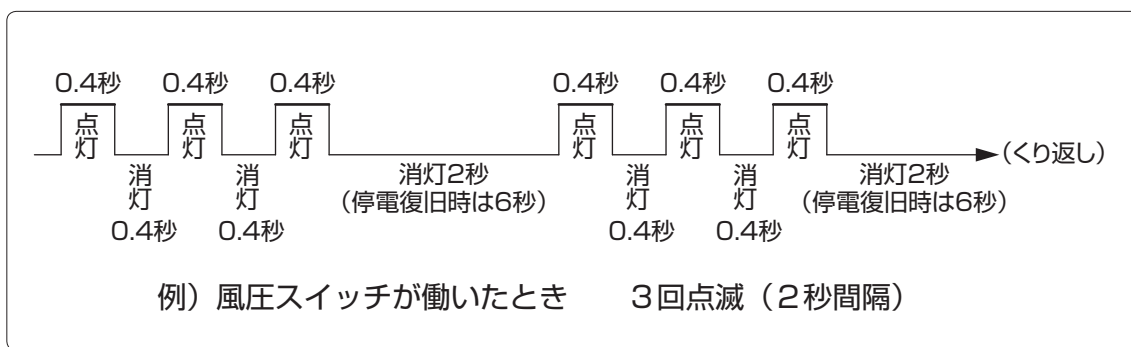 0.4秒 0.4秒 0.4秒 0.4秒 0.4秒 0.4秒
点灯 点灯 点灯 点灯 点灯 点灯
(くり返し)
消灯 消灯 消灯2秒 消灯 消灯 消灯2秒
(停電復旧時は6秒) (停電復旧時は6秒)
0.4秒 0.4秒 0.4秒 0.4秒
例）風圧スイッチが働いたとき　３回点滅（２秒間隔）